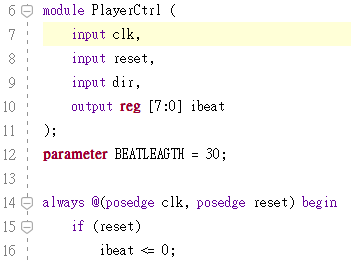 6 module PlayerCtrl (
7 input clk,
8 input reset,
9 input dir,
10 output reg [7:0] ibeat
11 );
12 parameter BEATLEAGTH = 30;
13
14 always @(posedge clk, posedge reset) begin
15 if (reset)
16 ibeat <= 0;